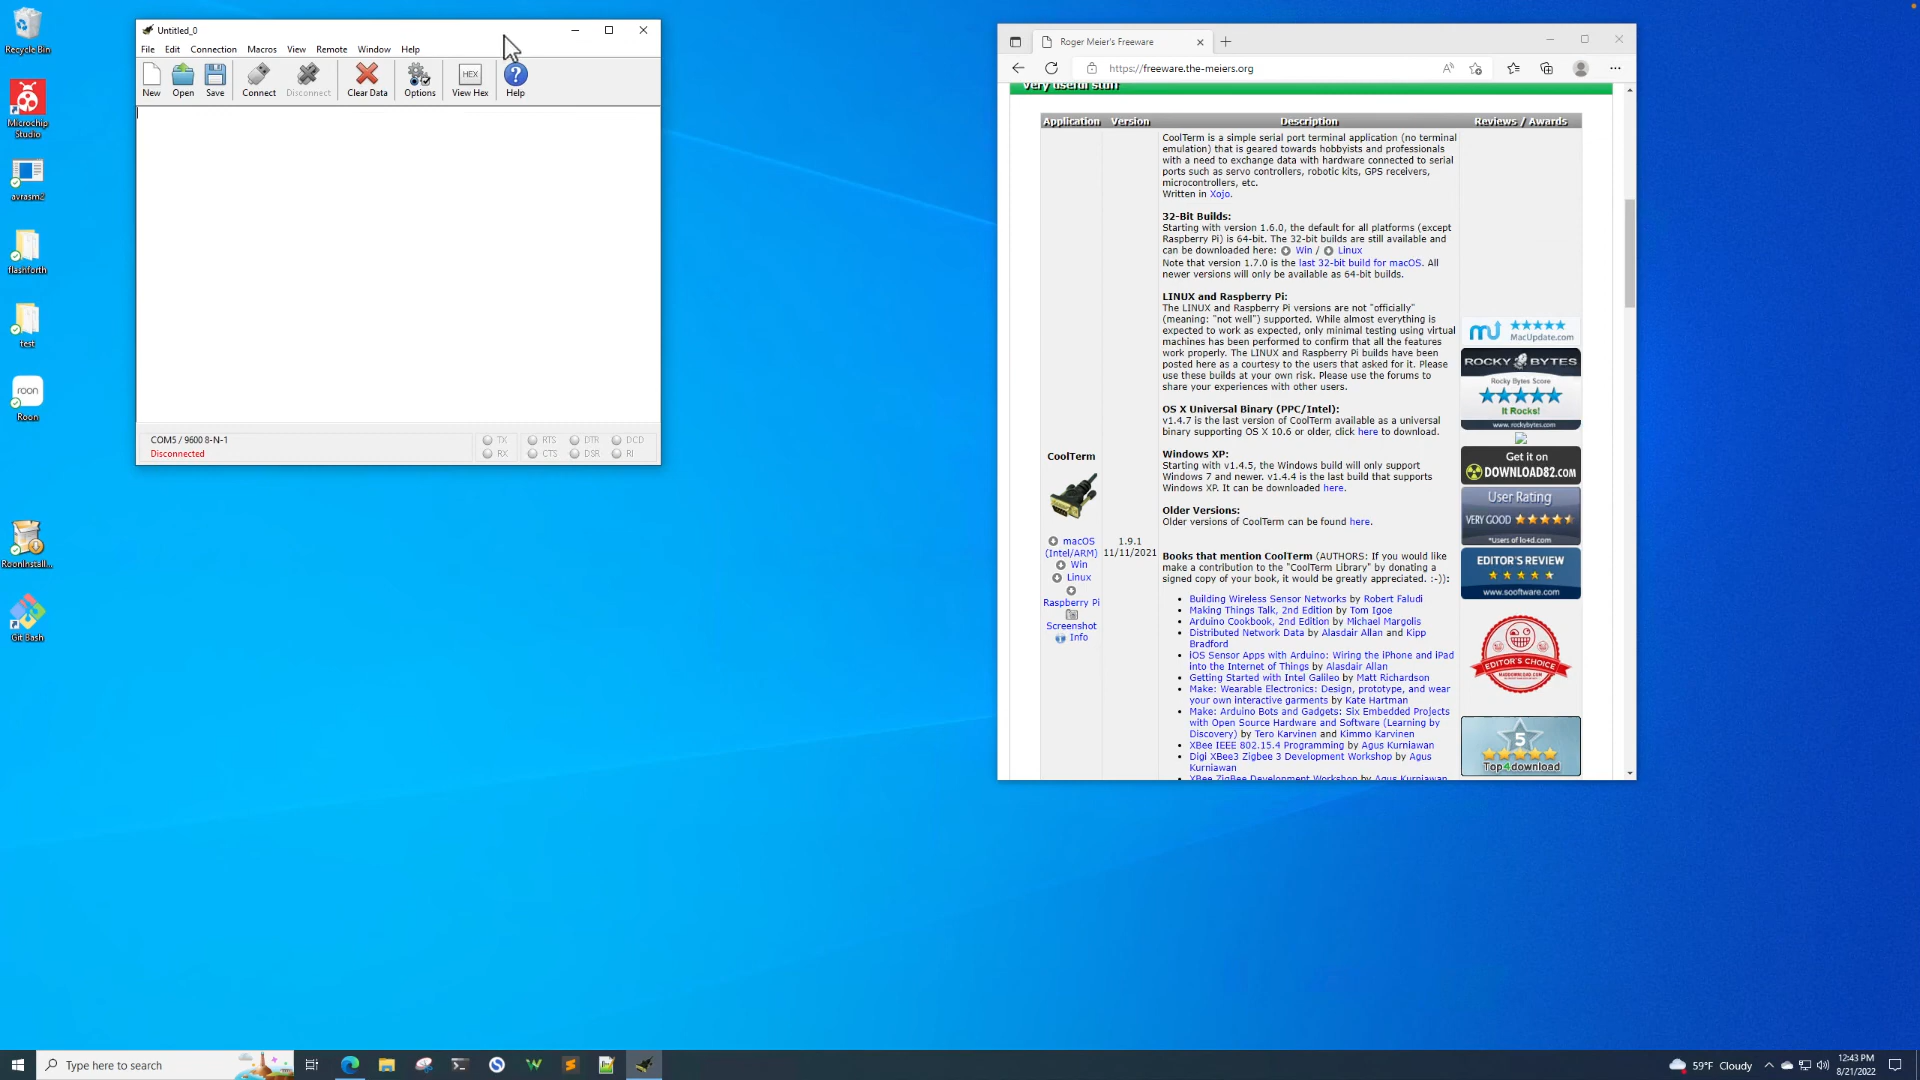 Recycle Bin
Microchip
Studio
avrasm2
flashforth
test
roon
Roon
RoonInstall...
Git Bash
Untitled_0
File Edit Connection Macros View Remote Window Help
HEX
New Open Save Connect Disconnect Clear Data Options View Hex Help
COM5 / 9600 8-N-1
Disconnected
TX RTS DTR DCD
RX CTS DSR RI
Roger Meier's Freeware
https://freeware.the-meiers.org
Very useful stuff
Application Version Description Reviews / Awards
CoolTerm is a simple serial port terminal application (no terminal
emulation) that is geared towards hobbyists and professionals
with a need to exchange data with hardware connected to serial
ports such as servo controllers, robotic kits, GPS receivers,
microcontrollers, etc.
Written in Xojo.
32-Bit Builds:
Starting with version 1.6.0, the default for all platforms (except
Raspberry Pi) is 64-bit. The 32-bit builds are still available and
can be downloaded here: Win / Linux
Note that version 1.7.0 is the last 32-bit build for macOS. All
newer versions will only be available as 64-bit builds.
LINUX and Raspberry Pi:
The LINUX and Raspberry Pi versions are not "officially"
(meaning: "not well") supported. While almost everything is
expected to work as expected, only minimal testing using virtual
machines has been performed to confirm that all the features
work properly. The LINUX and Raspberry Pi builds have been
posted here as a courtesy to the users that asked for it. Please
use these builds at your own risk. Please use the forums to
share your experiences with other users.
OS X Universal Binary (PPC/Intel):
v1.4.7 is the last version of CoolTerm available as a universal
binary supporting OS X 10.6 or older, click here to download.
Windows XP:
Starting with v1.4.5, the Windows build will only support
Windows 7 and newer. v1.4.4 is the last build that supports
Windows XP. It can be downloaded here.
Older Versions:
Older versions of CoolTerm can be found here.
Books that mention CoolTerm (AUTHORS: If you would like
make a contribution to the "CoolTerm Library" by donating a
signed copy of your book, it would be greatly appreciated. :-)):
Building Wireless Sensor Networks by Robert Faludi
Making Things Talk, 2nd Edition by Tom Igoe
Arduino Cookbook, 2nd Edition by Michael Margolis
Distributed Network Data by Alasdair Allan and Kipp
Bradford
iOS Sensor Apps with Arduino: Wiring the iPhone and iPad
into the Internet of Things by Alasdair Allan
Getting Started with Intel Galileo by Matt Richardson
Make: Wearable Electronics: Design, prototype, and wear
your own interactive garments by Kate Hartman
Make: Arduino Bots and Gadgets: Six Embedded Projects
with Open Source Hardware and Software (Learning by
Discovery) by Tero Karvinen and Kimmo Karvinen
XBee IEEE 802.15.4 Programming by Agus Kurniawan
Digi XBee3 Zigbee 3 Development Workshop by Agus
Kurniawan
XBee ZigBee Development Workshop by Agus Kurniawan
CoolTerm
macOS
(Intel/ARM)
Win
Linux
Raspberry Pi
Screenshot
Info
1.9.1
11/11/2021
MacUpdate.com
ROCKY BYTES
Rocky Bytes Score
It Rocks!
www.rockybytes.com
Get it on
DOWNLOAD82.COM
User Rating
VERY GOOD
*Users of lo4d.com
EDITOR'S REVIEW
www.sooftware.com
EDITOR'S
CHOICE
5
Top4download
Type here to search
59°F Cloudy
12:43 PM
8/21/2022